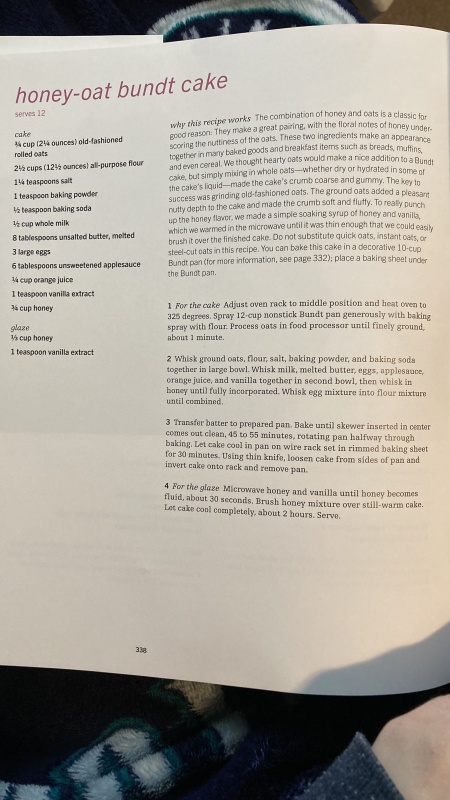 honey-oat bundt cake
serves 12
cake
¾ cup (2¼ ounces) old-fashioned
rolled oats
2½ cups (12½ ounces) all-purpose flour
1¼ teaspoons salt
1 teaspoon baking powder
½ teaspoon baking soda
½ cup whole milk
8 tablespoons unsalted butter, melted
3 large eggs
6 tablespoons unsweetened applesauce
¼ cup orange juice
1 teaspoon vanilla extract
¾ cup honey
glaze
⅓ cup honey
1 teaspoon vanilla extract
why this recipe works The combination of honey and oats is a classic for
good reason: They make a great pairing, with the floral notes of honey under-
scoring the nuttiness of the oats. These two ingredients make an appearance
together in many baked goods and breakfast items such as breads, muffins,
and even cereal. We thought hearty oats would make a nice addition to a Bundt
cake, but simply mixing in whole oats—whether dry or hydrated in some of
the cake's liquid—made the cake's crumb coarse and gummy. The key to
success was grinding old-fashioned oats. The ground oats added a pleasant
nutty depth to the cake and made the crumb soft and fluffy. To really punch
up the honey flavor, we made a simple soaking syrup of honey and vanilla,
which we warmed in the microwave until it was thin enough that we could easily
brush it over the finished cake. Do not substitute quick oats, instant oats, or
steel-cut oats in this recipe. You can bake this cake in a decorative 10-cup
Bundt pan (for more information, see page 332); place a baking sheet under
the Bundt pan.
1 For the cake Adjust oven rack to middle position and heat oven to
325 degrees. Spray 12-cup nonstick Bundt pan generously with baking
spray with flour. Process oats in food processor until finely ground,
about 1 minute.
2 Whisk ground oats, flour, salt, baking powder, and baking soda
together in large bowl. Whisk milk, melted butter, eggs, applesauce,
orange juice, and vanilla together in second bowl, then whisk in
honey until fully incorporated. Whisk egg mixture into flour mixture
until combined.
3 Transfer batter to prepared pan. Bake until skewer inserted in center
comes out clean, 45 to 55 minutes, rotating pan halfway through
baking. Let cake cool in pan on wire rack set in rimmed baking sheet
for 30 minutes. Using thin knife, loosen cake from sides of pan and
invert cake onto rack and remove pan.
4 For the glaze Microwave honey and vanilla until honey becomes
fluid, about 30 seconds. Brush honey mixture over still-warm cake.
Let cake cool completely, about 2 hours. Serve.
338